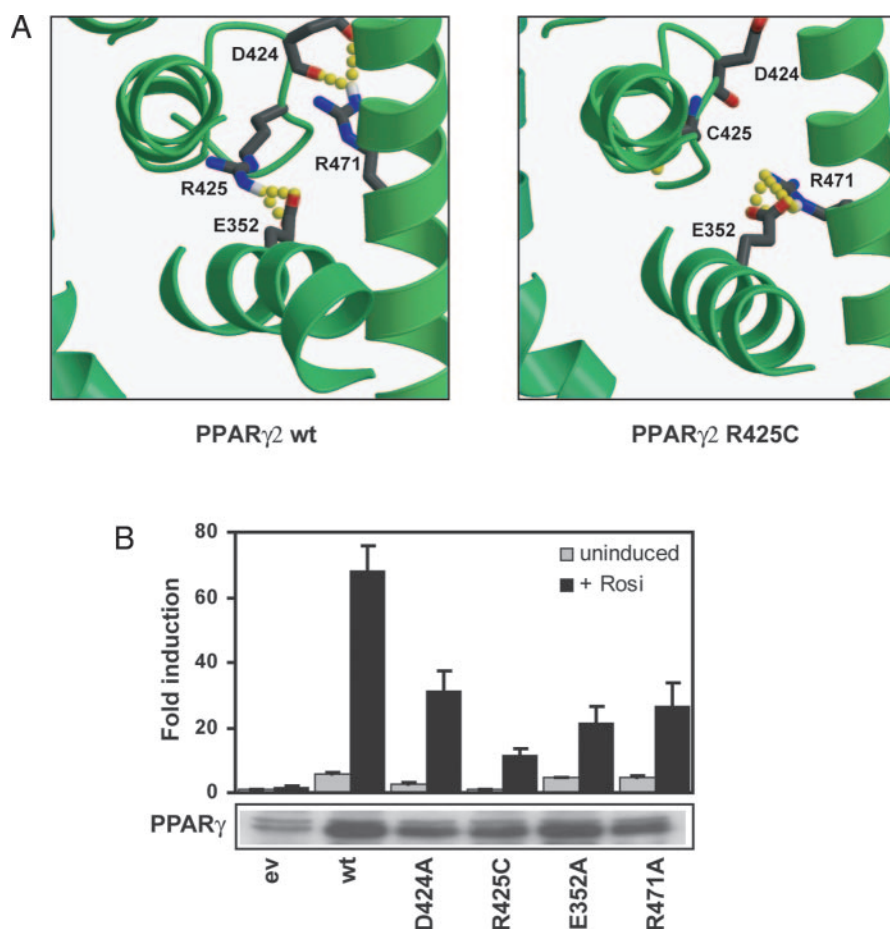 A
D424
R425
R471
E352
PPARγ2 wt
D424
C425
R471
E352
PPARγ2 R425C
B
Fold induction
80
60
40
20
0
uninduced
+ Rosi
PPARγ
ev
wt
D424A
R425C
E352A
R471A